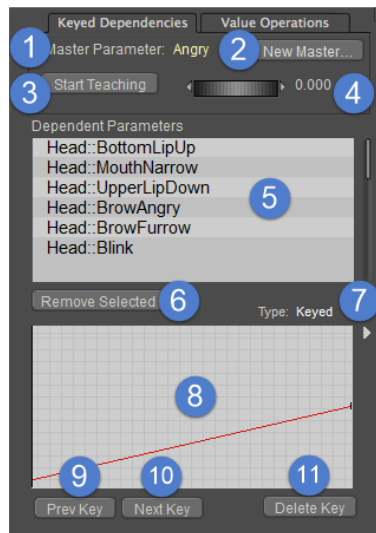 Keyed Dependencies Value Operations
1 Master Parameter: Angry 2 New Master...
3 Start Teaching 0.000 4
Dependent Parameters
Head::BottomLipUp
Head::MouthNarrow
Head::UpperLipDown
Head::BrowAngry
Head::BrowFurrow
Head::Blink
5
Remove Selected 6
Type: Keyed 7
8
9 10 11
Prev Key Next Key Delete Key